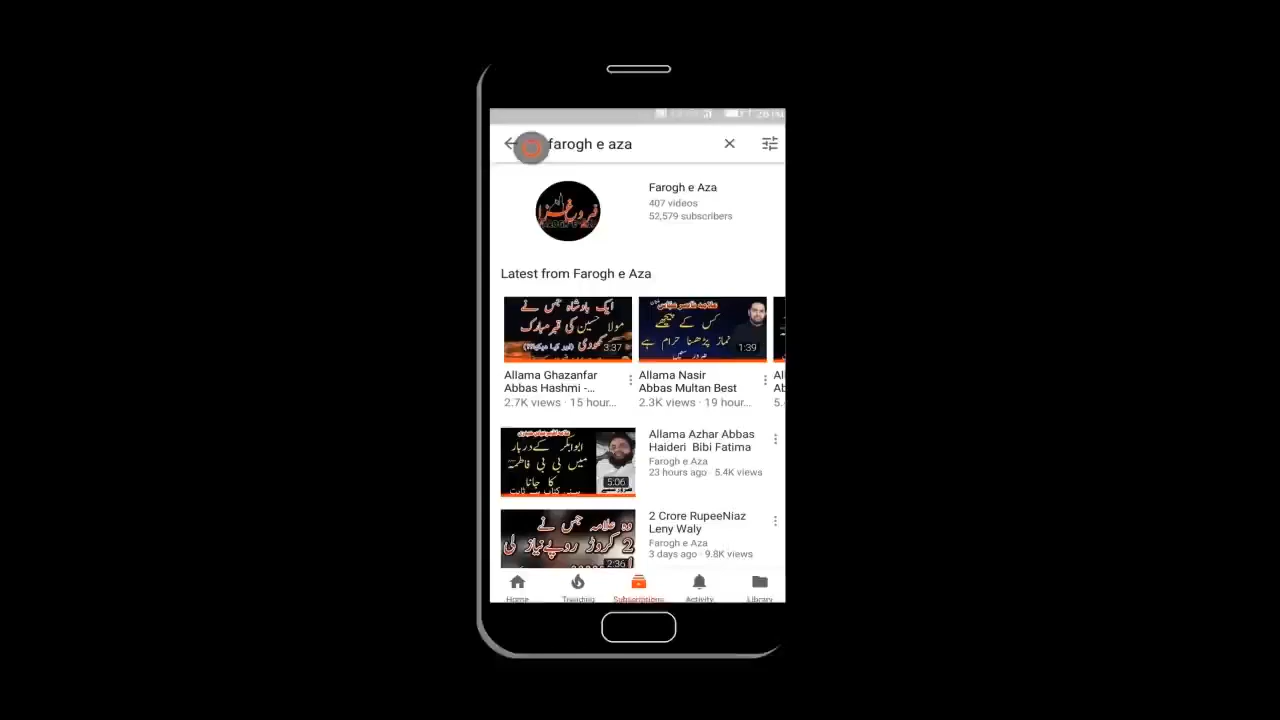 farogh e aza
Farogh e Aza
407 videos
52,579 subscribers
Latest from Farogh e Aza
ایک بادشاہ جس نے
مولا حسین کی قبر مبارک
3:37
کس کے پیچھے
نماز پڑھنا حرام ہے
1:39
Allama Ghazanfar
Abbas Hashmi -...
2.7K views · 15 hour...
Allama Nasir
Abbas Multan Best
2.3K views · 19 hour...
Al
Ab
5.
ابوبکر کے دربار
میں بی بی فاطمہ
کا جانا
5:06
Allama Azhar Abbas
Haideri Bibi Fatima
Farogh e Aza
23 hours ago · 5.4K views
وہ علامہ جس نے
2 کروڑ روپے نیاز لی
2:36
2 Crore RupeeNiaz
Leny Waly
Farogh e Aza
3 days ago · 9.8K views
Home Trending Subscriptions Activity Library